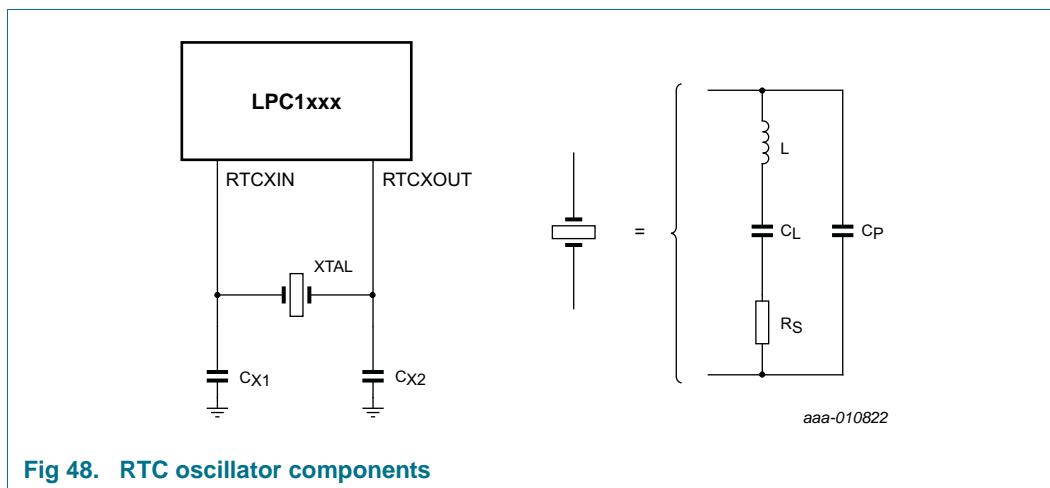 LPC1xxx
RTCXIN
RTCXOUT
XTAL
CX1
CX2
=
L
CL
CP
RS
aaa-010822
Fig 48. RTC oscillator components